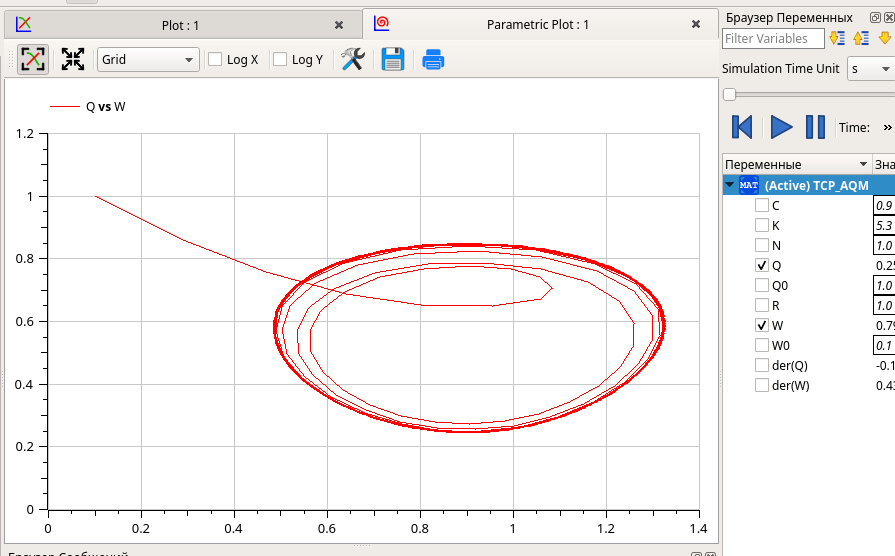 Plot : 1
Parametric Plot : 1
Браузер Переменных
Grid
Log X
Log Y
Filter Variables
Simulation Time Unit
s
Time:
»
Q vs W
1.2
1
0.8
0.6
0.4
0.2
0
0
0.2
0.4
0.6
0.8
1
1.2
1.4
Переменные
Зна
MAT
(Active) TCP_AQM
C
0.9
K
5.3
N
1.0
Q
0.25
Q0
1.0
R
1.0
W
0.79
W0
0.1
der(Q)
-0.1
der(W)
0.43